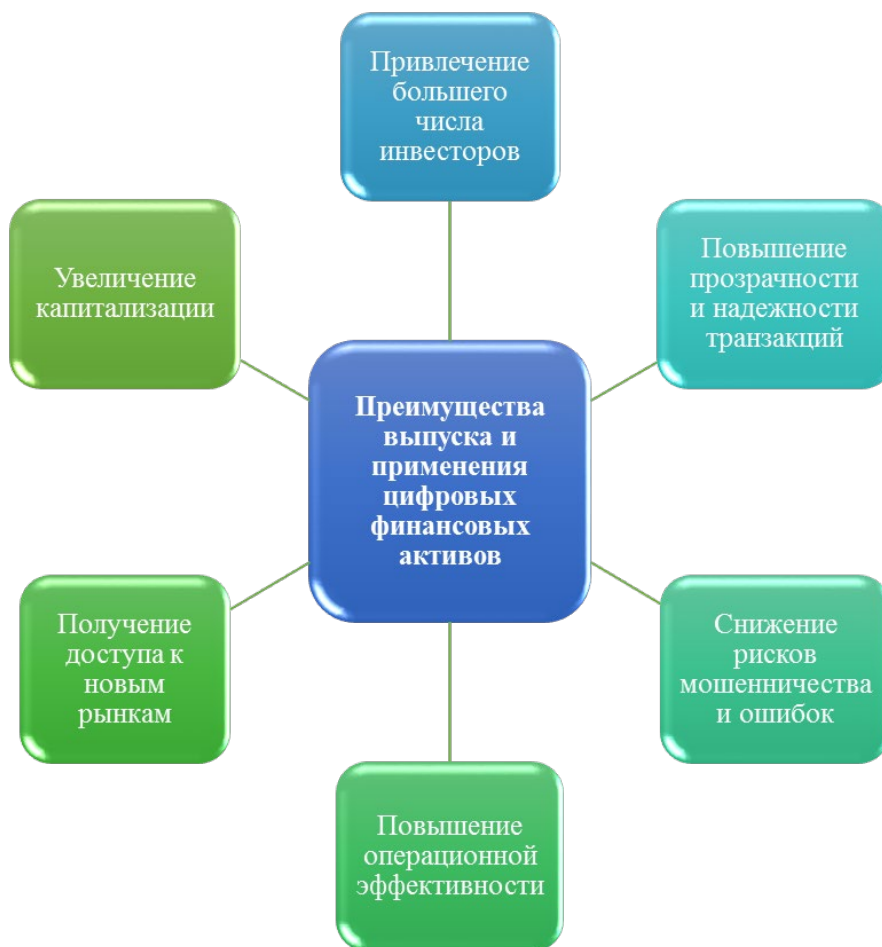 Привлечение
большего
числа
инвесторов
Увеличение
капитализации
Повышение
прозрачности
и надежности
транзакций
Преимущества
выпуска и
применения
цифровых
финансовых
активов
Получение
доступа к
новым
рынкам
Снижение
рисков
мошенничества
и ошибок
Повышение
операционной
эффективности